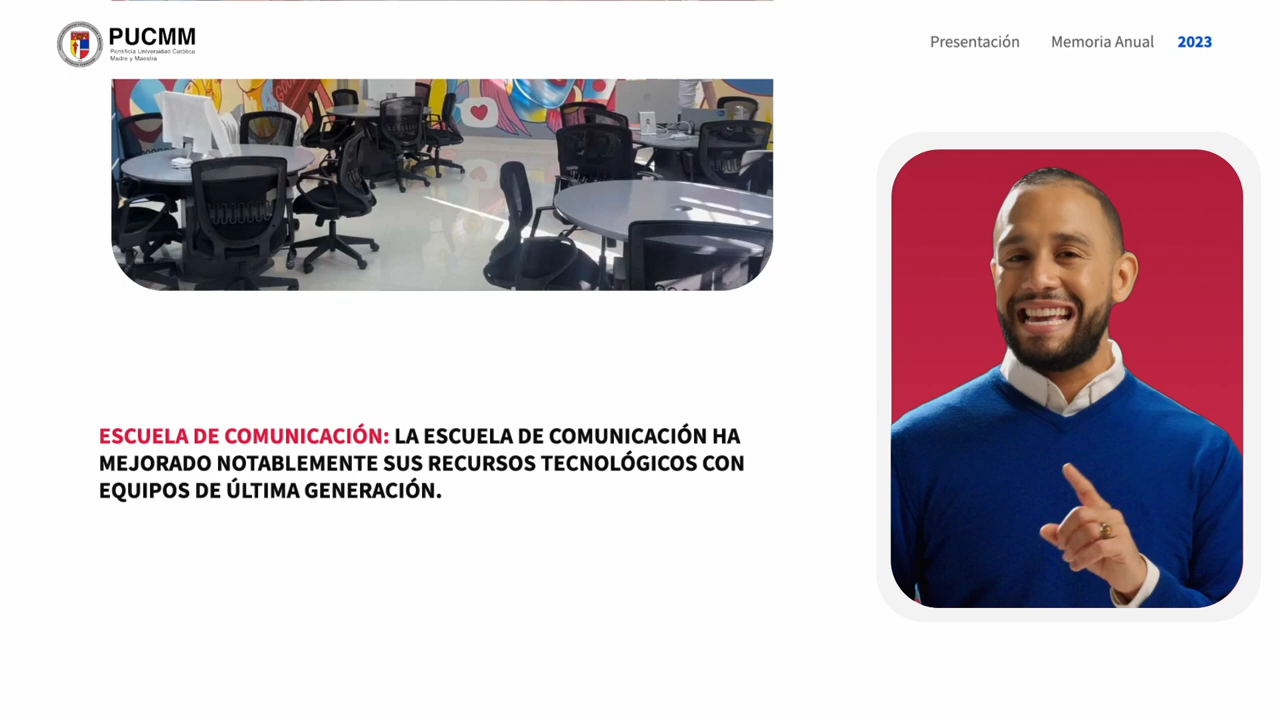 PUCMM
Pontificia Universidad Católica
Madre y Maestra
Presentación Memoria Anual 2023
ESCUELA DE COMUNICACIÓN: LA ESCUELA DE COMUNICACIÓN HA
MEJORADO NOTABLEMENTE SUS RECURSOS TECNOLÓGICOS CON
EQUIPOS DE ÚLTIMA GENERACIÓN.